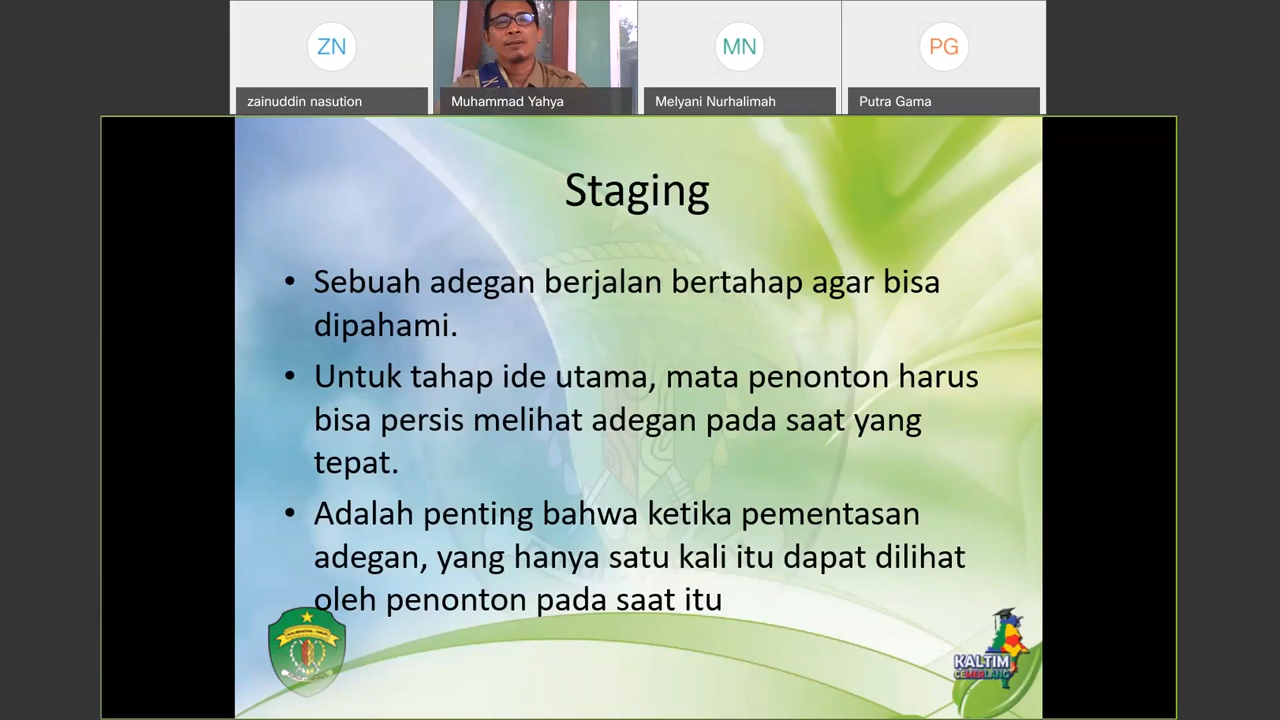 ZN
MN
PG
zainuddin nasution
Muhammad Yahya
Melyani Nurhalimah
Putra Gama
Staging
• Sebuah adegan berjalan bertahap agar bisa
dipahami.
• Untuk tahap ide utama, mata penonton harus
bisa persis melihat adegan pada saat yang
tepat.
• Adalah penting bahwa ketika pementasan
adegan, yang hanya satu kali itu dapat dilihat
oleh penonton pada saat itu
KALTIM
CEMERLANG